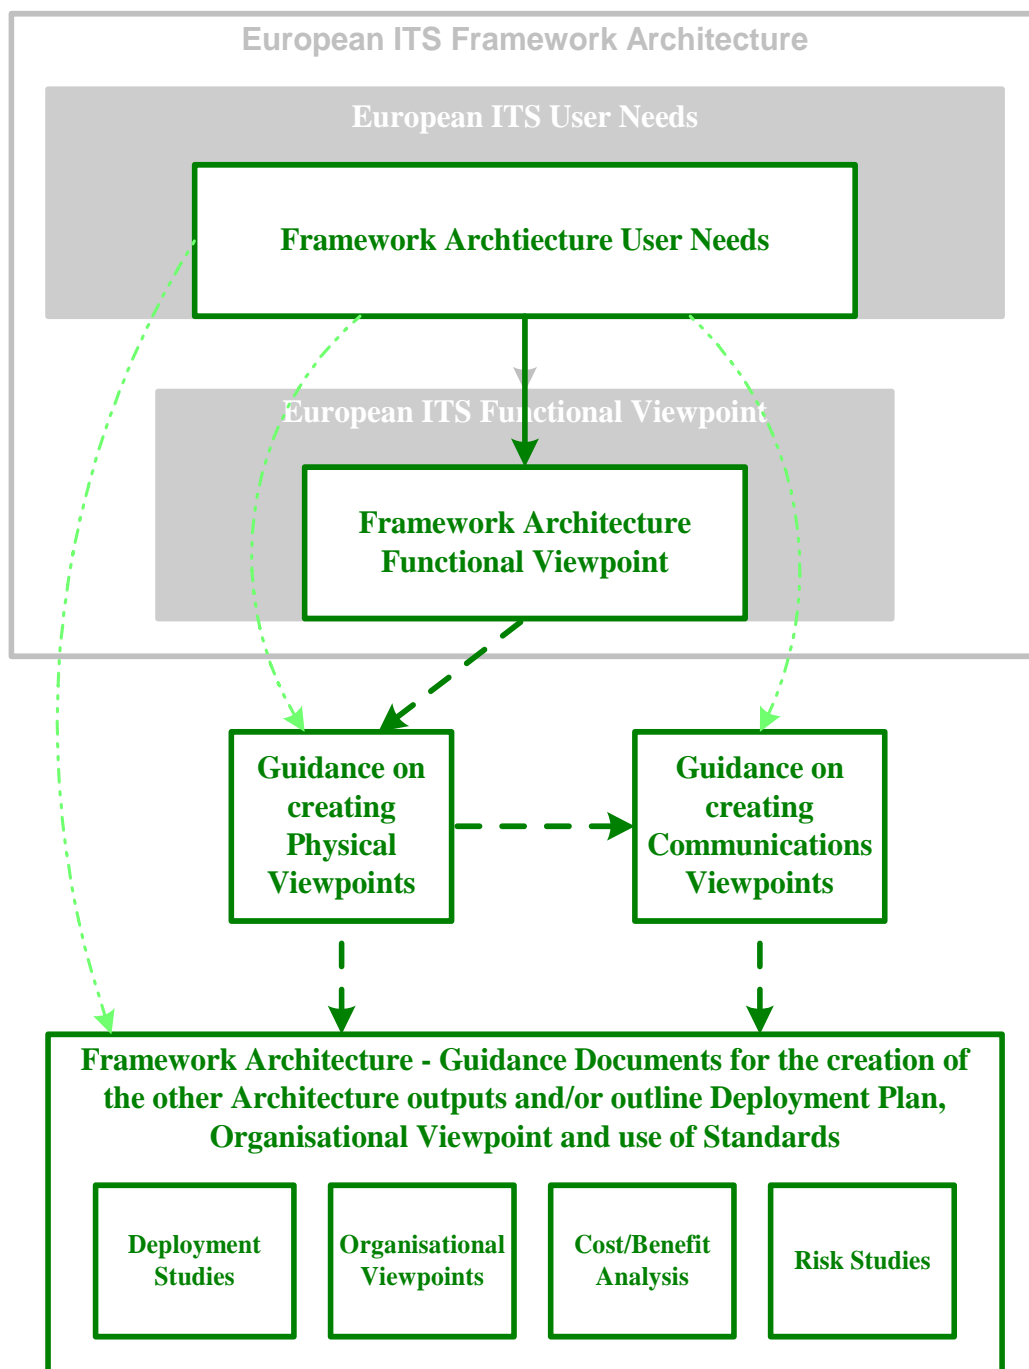 European ITS Framework Architecture
European ITS User Needs
Framework Archtiecture User Needs
European ITS Functional Viewpoint
Framework Architecture
Functional Viewpoint
Guidance on
creating
Physical
Viewpoints
Guidance on
creating
Communications
Viewpoints
Framework Architecture - Guidance Documents for the creation of
the other Architecture outputs and/or outline Deployment Plan,
Organisational Viewpoint and use of Standards
Deployment
Studies
Organisational
Viewpoints
Cost/Benefit
Analysis
Risk Studies